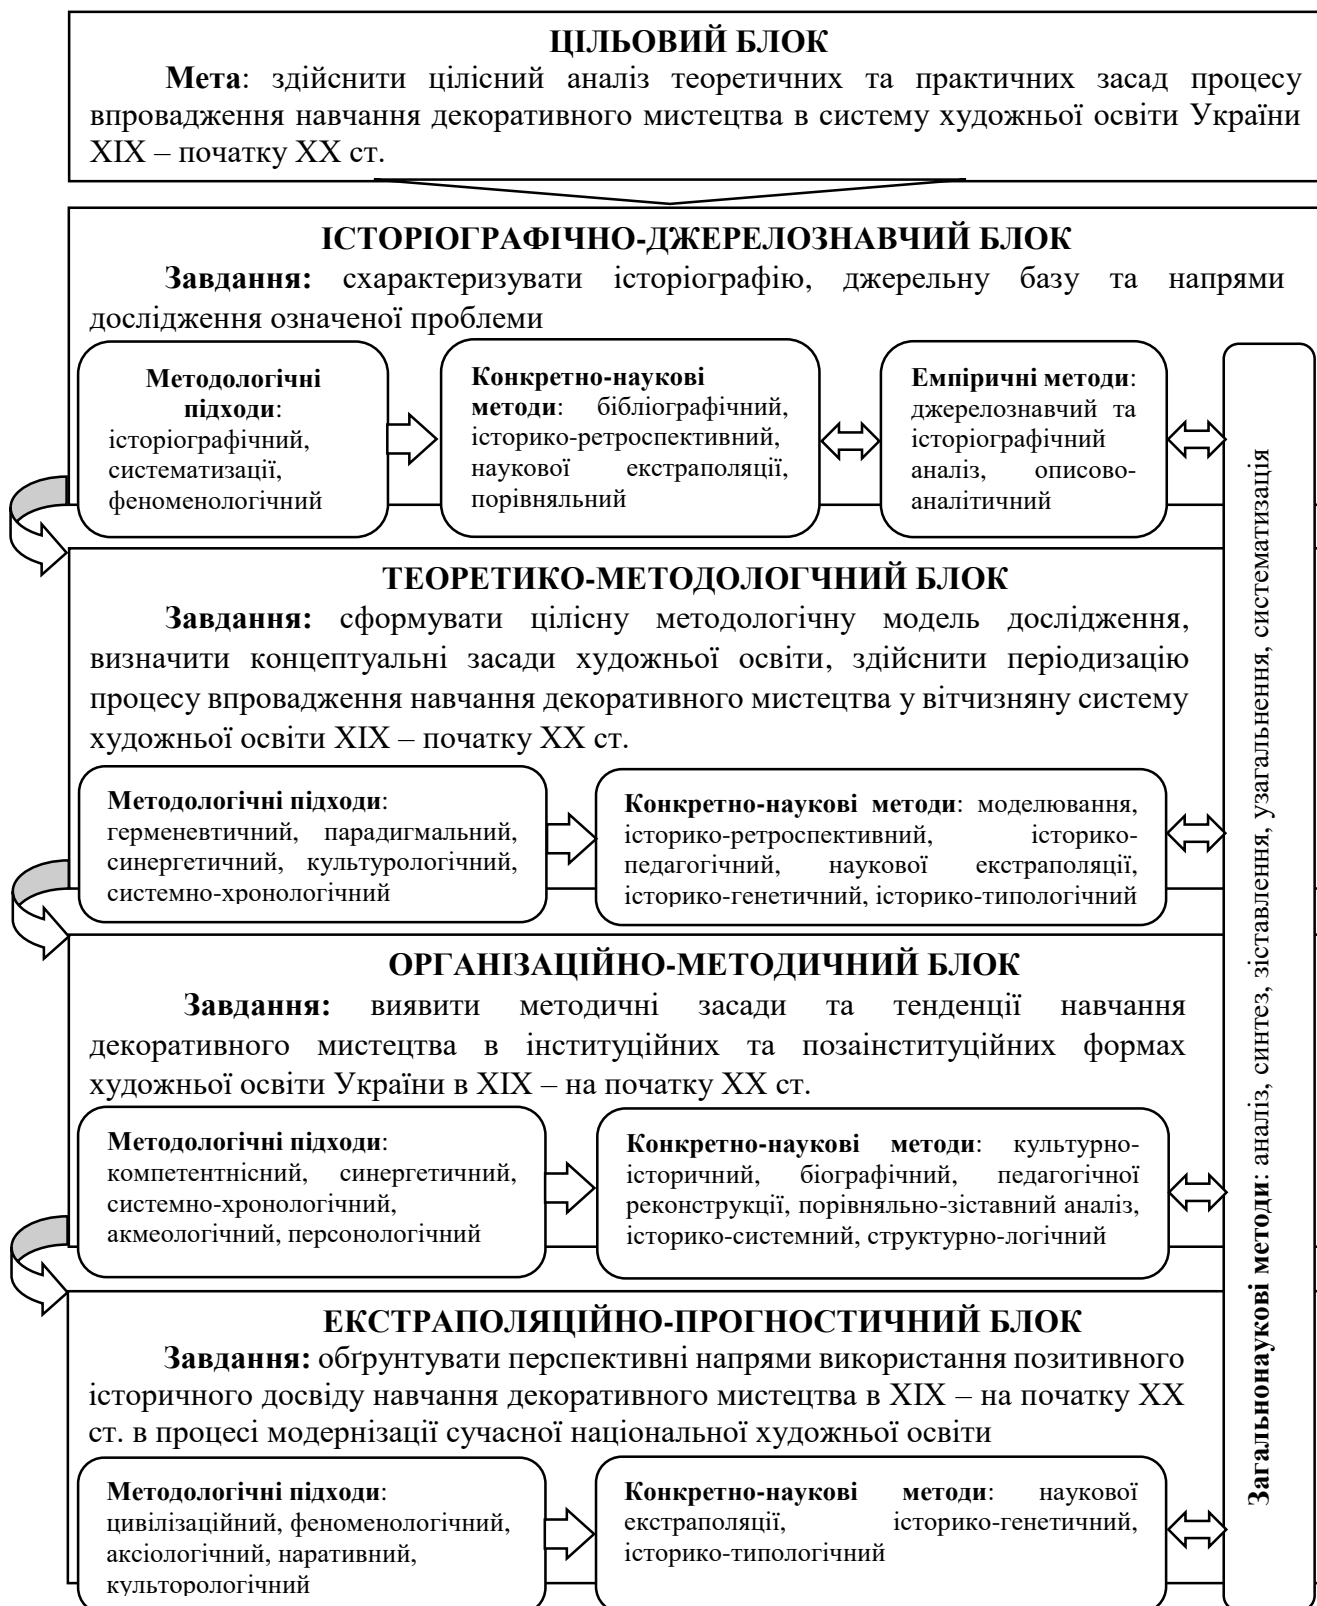 ЦІЛЬОВИЙ БЛОК
Мета: здійснити цілісний аналіз теоретичних та практичних засад процесу
впровадження навчання декоративного мистецтва в систему художньої освіти України
ХІХ – початку ХХ ст.
ІСТОРІОГРАФІЧНО-ДЖЕРЕЛОЗНАВЧИЙ БЛОК
Завдання: схарактеризувати історіографію, джерельну базу та напрями
дослідження означеної проблеми
Методологічні
підходи:
історіографічний,
систематизації,
феноменологічний
Конкретно-наукові
методи: бібліографічний,
історико-ретроспективний,
наукової екстраполяції,
порівняльний
Емпіричні методи:
джерелознавчий та
історіографічний
аналіз, описово-
аналітичний
ТЕОРЕТИКО-МЕТОДОЛОГЧНИЙ БЛОК
Завдання: сформувати цілісну методологічну модель дослідження,
визначити концептуальні засади художньої освіти, здійснити періодизацію
процесу впровадження навчання декоративного мистецтва у вітчизняну систему
художньої освіти ХІХ – початку ХХ ст.
Методологічні підходи:
герменевтичний, парадигмальний,
синергетичний, культурологічний,
системно-хронологічний
Конкретно-наукові методи: моделювання,
історико-ретроспективний, історико-
педагогічний, наукової екстраполяції,
історико-генетичний, історико-типологічний
ОРГАНІЗАЦІЙНО-МЕТОДИЧНИЙ БЛОК
Завдання: виявити методичні засади та тенденції навчання
декоративного мистецтва в інституційних та позаінституційних формах
художньої освіти України в ХІХ – на початку ХХ ст.
Методологічні підходи:
компетентнісний, синергетичний,
системно-хронологічний,
акмеологічний, персонологічний
Конкретно-наукові методи: культурно-
історичний, біографічний, педагогічної
реконструкції, порівняльно-зіставний аналіз,
історико-системний, структурно-логічний
ЕКСТРАПОЛЯЦІЙНО-ПРОГНОСТИЧНИЙ БЛОК
Завдання: обґрунтувати перспективні напрями використання позитивного
історичного досвіду навчання декоративного мистецтва в ХІХ – на початку ХХ
ст. в процесі модернізації сучасної національної художньої освіти
Методологічні підходи:
цивілізаційний, феноменологічний,
аксіологічний, наративний,
культорологічний
Конкретно-наукові методи: наукової
екстраполяції, історико-генетичний,
історико-типологічний
Загальнонаукові методи: аналіз, синтез, зіставлення, узагальнення, систематизація